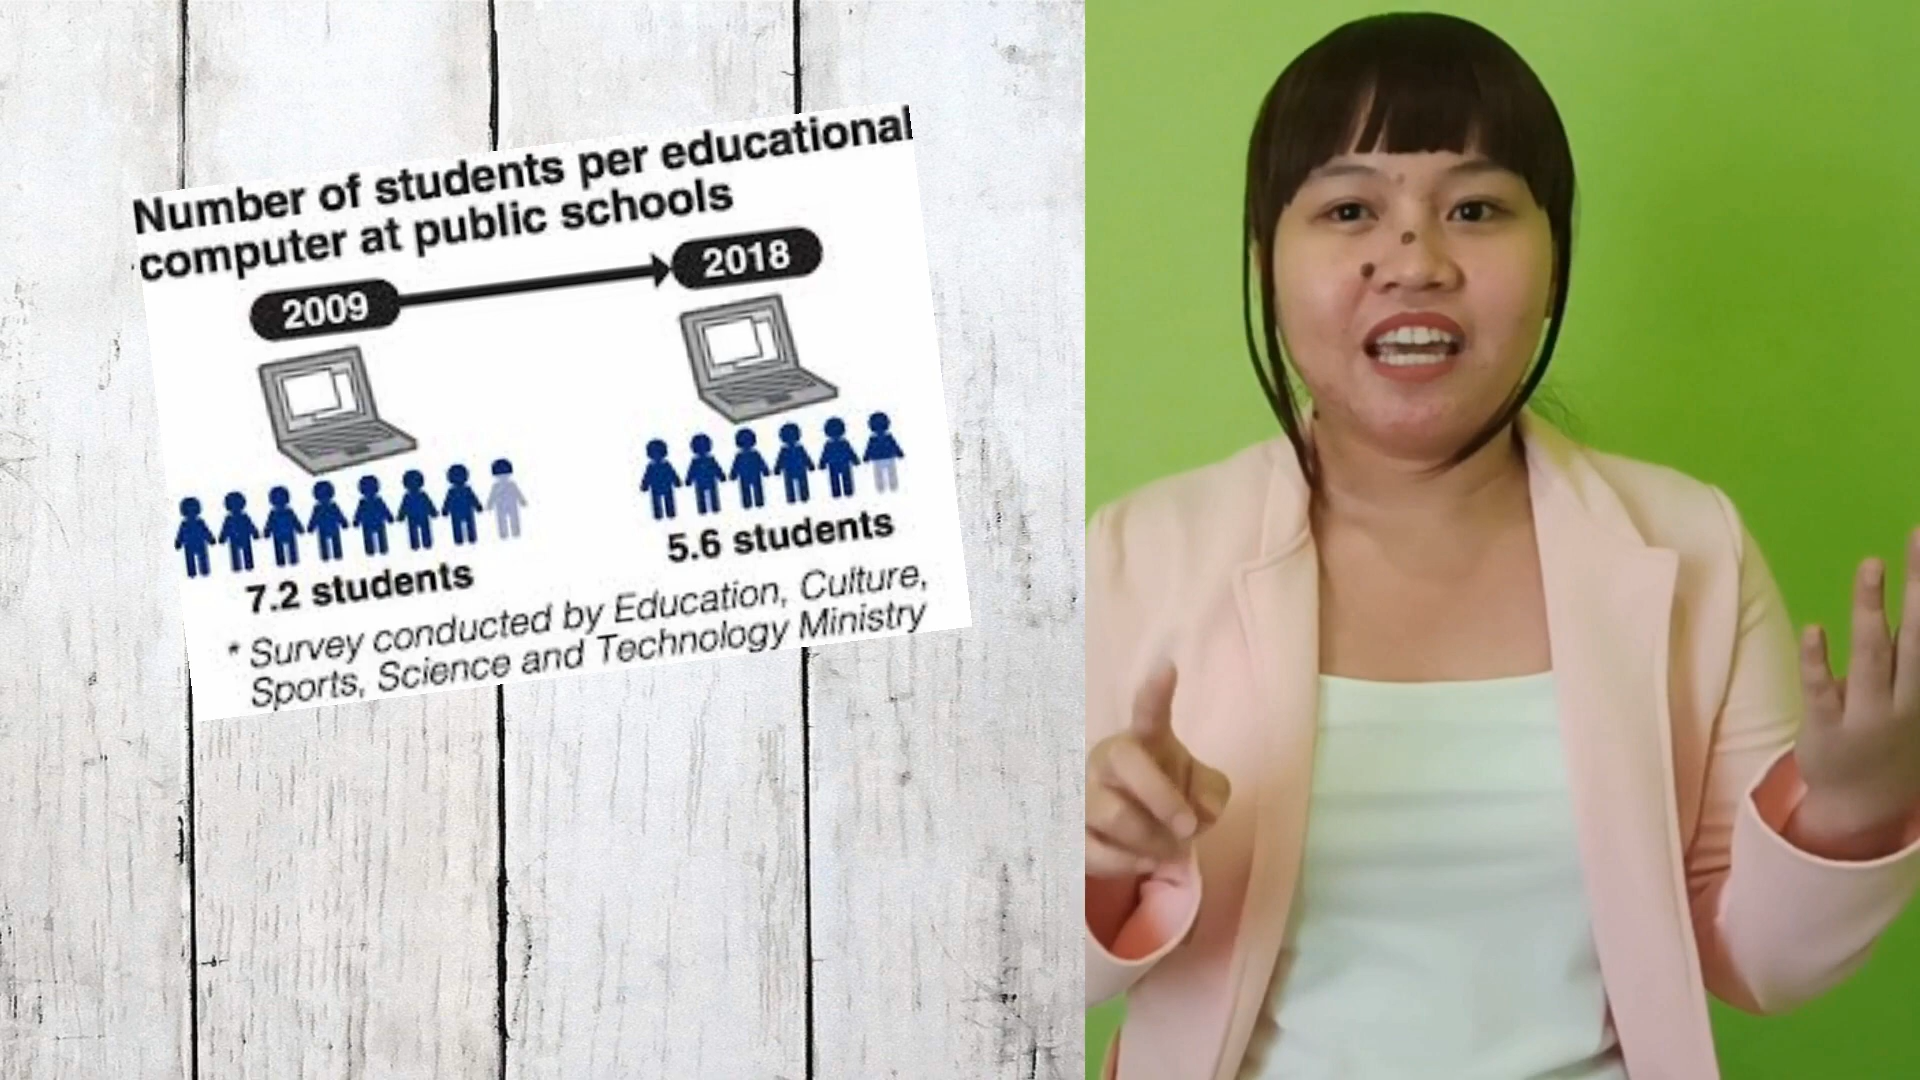 Number of students per educational
computer at public schools
2009
2018
7.2 students
5.6 students
* Survey conducted by Education, Culture,
Sports, Science and Technology Ministry